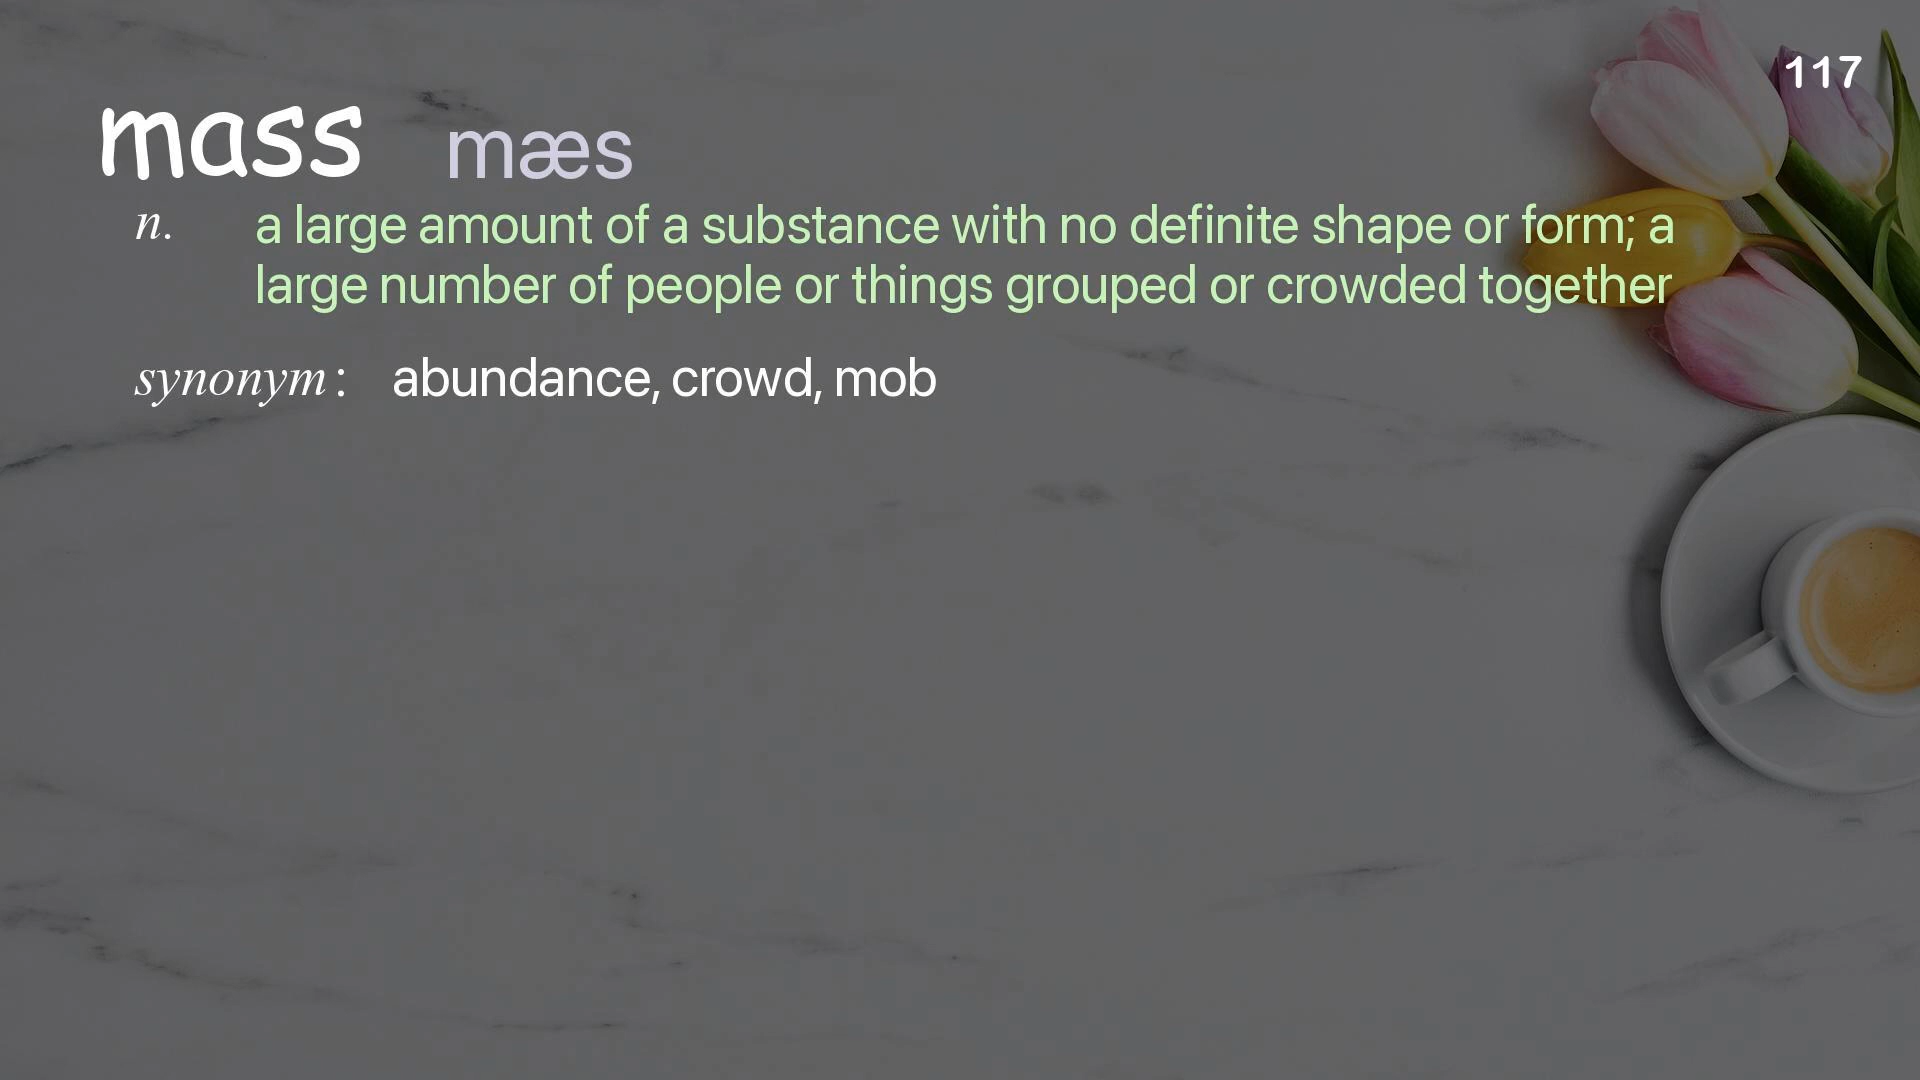 117
mass mæs
n. a large amount of a substance with no definite shape or form; a
large number of people or things grouped or crowded together
synonym: abundance, crowd, mob